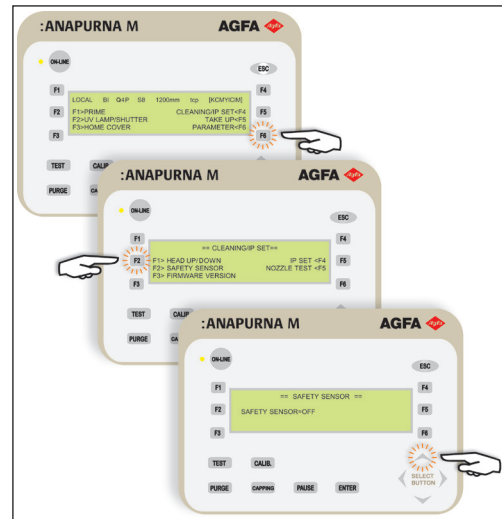 :ANAPURNA M AGFA
ON-LINE
ESC
F1 F4
LOCAL BI Q4P S8 1200mm tcp [KCMYlClM]
F1>PRIME CLEANING/IP SET<F4
F2>UV LAMP/SHUTTER TAKE UP<F5
F3>HOME COVER PARAMETER<F6
F2 F5
F3 F6
TEST CALIB.
PURGE
:ANAPURNA M AGFA
ON-LINE
ESC
F1 F4
== CLEANING/IP SET==
F1> HEAD UP/DOWN IP SET <F4
F2> SAFETY SENSOR NOZZLE TEST <F5
F3> FIRMWARE VERSION
F2 F5
F3 F6
TEST
PURGE
:ANAPURNA M AGFA
ON-LINE
ESC
F1 F4
== SAFETY SENSOR ==
SAFETY SENSOR=OFF
F2 F5
F3 F6
TEST CALIB.
SELECT
BUTTON
PURGE CAPPING PAUSE ENTER